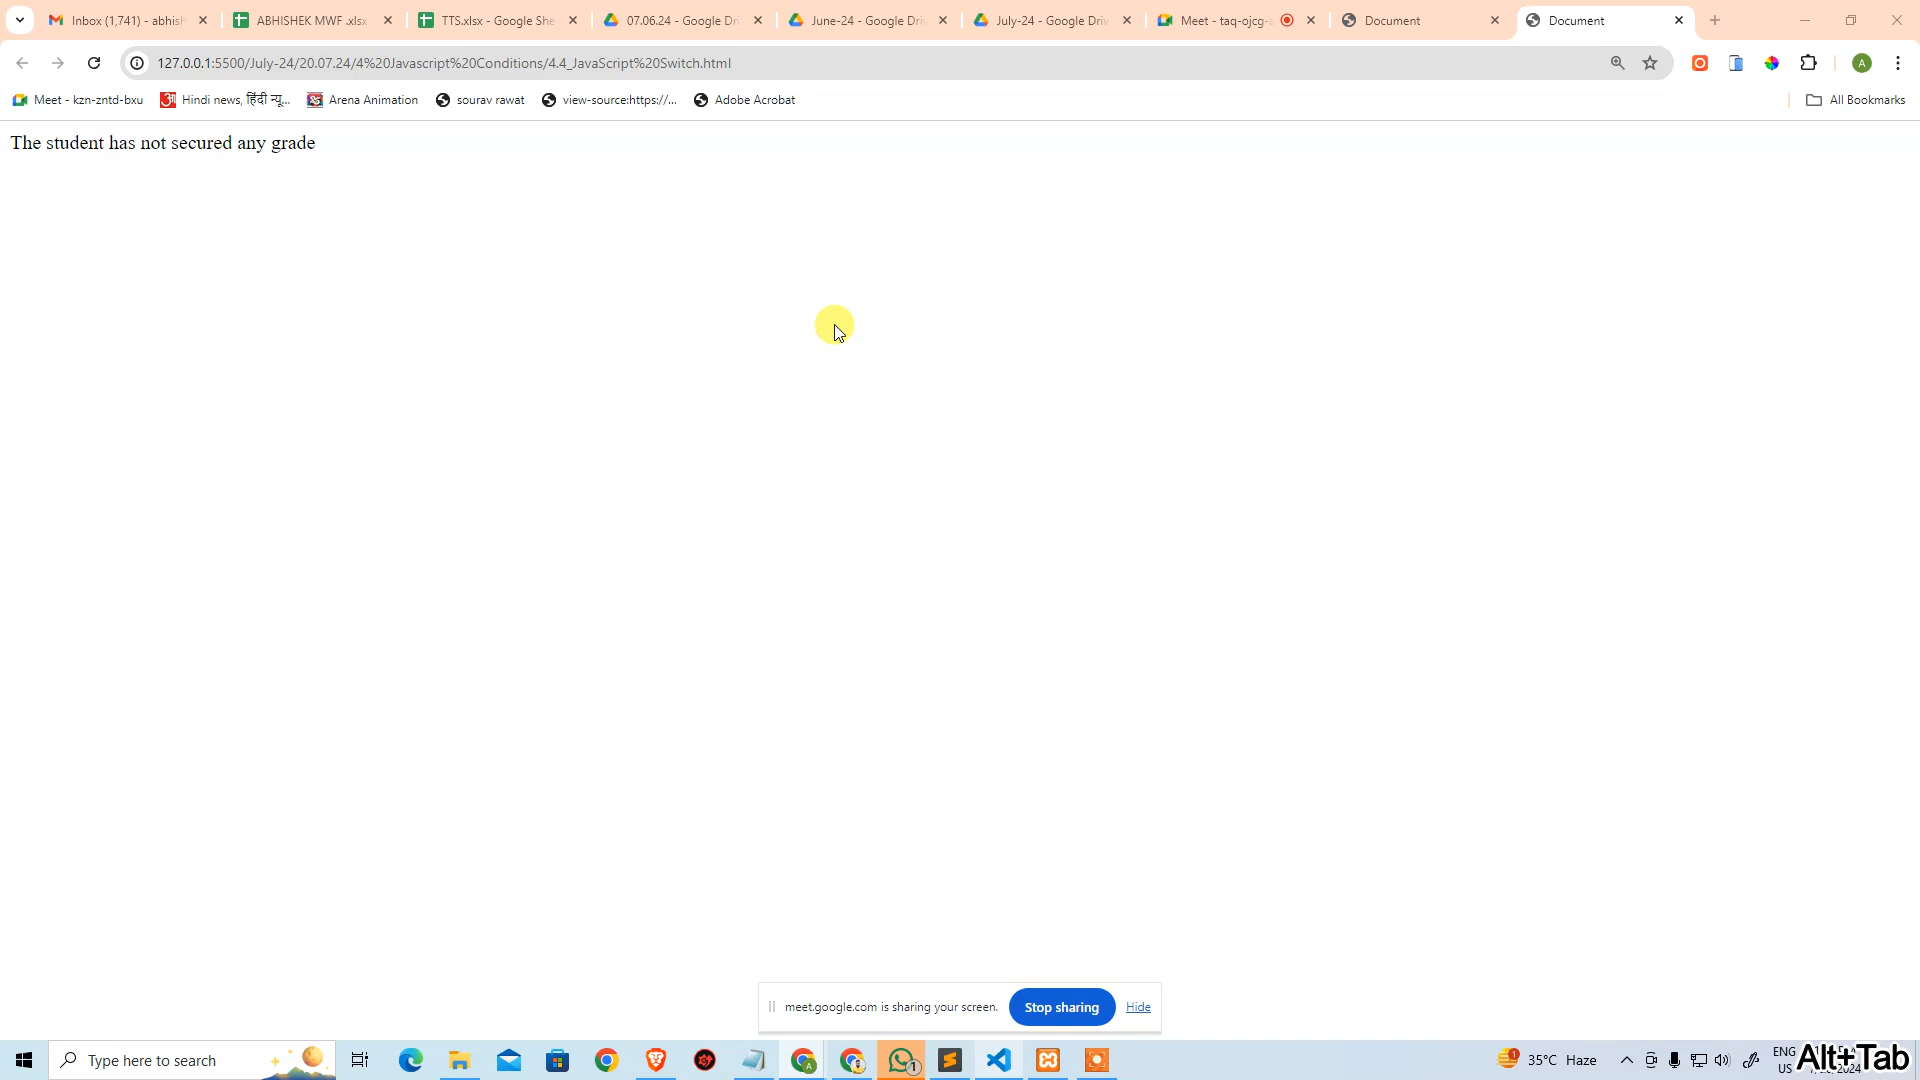 Inbox (1,741) - abhish
ABHISHEK MWF .xlsx
TTS.xlsx - Google She
07.06.24 - Google Dri
June-24 - Google Driv
July-24 - Google Driv
Meet - taq-ojcg-
Document
Document
127.0.0.1:5500/July-24/20.07.24/4%20Javascript%20Conditions/4.4_JavaScript%20Switch.html
A
Meet - kzn-zntd-bxu
Hindi news, हिंदी न्यू...
Arena Animation
sourav rawat
view-source:https://...
Adobe Acrobat
All Bookmarks
The student has not secured any grade
meet.google.com is sharing your screen.
Stop sharing
Hide
Type here to search
35°C Haze
ENG
US
Alt+Tab